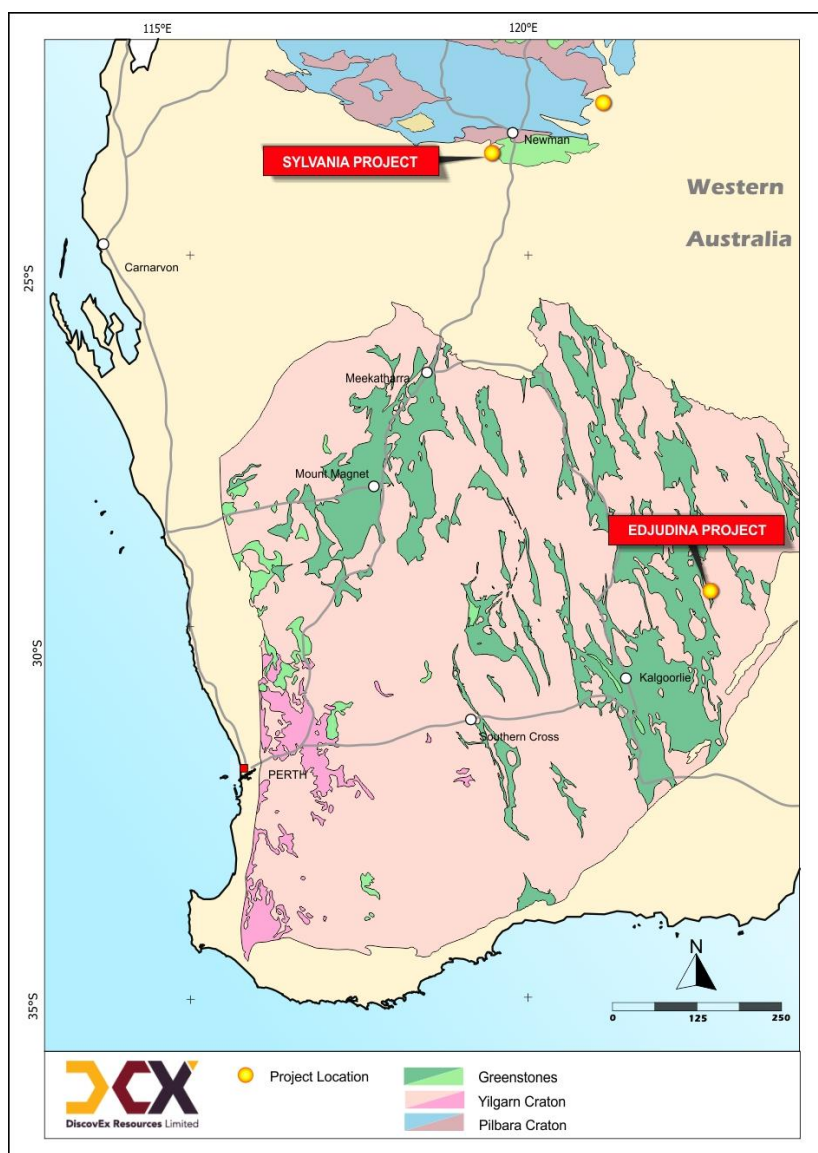 115°E
120°E
Newman
SYLVANIA PROJECT
Western
Australia
Carnarvon
25°S
Meekatharra
Mount Magnet
EDJUDINA PROJECT
30°S
Kalgoorlie
Southern Cross
PERTH
N
35°S
0 125 250
DCX
DiscovEx Resources Limited
Project Location
Greenstones
Yilgarn Craton
Pilbara Craton